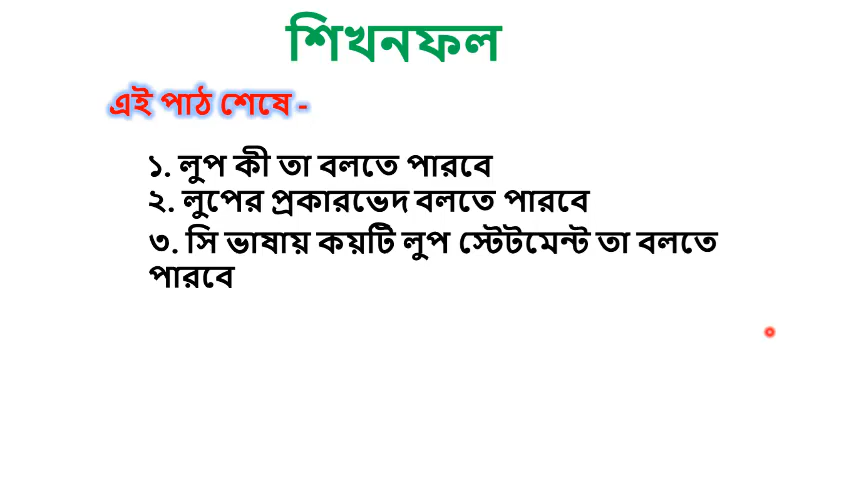 শিখনফল
এই পাঠ শেষে -
১. লুপ কী তা বলতে পারবে
২. লুপের প্রকারভেদ বলতে পারবে
৩. সি ভাষায় কয়টি লুপ স্টেটমেন্ট তা বলতে
পারবে